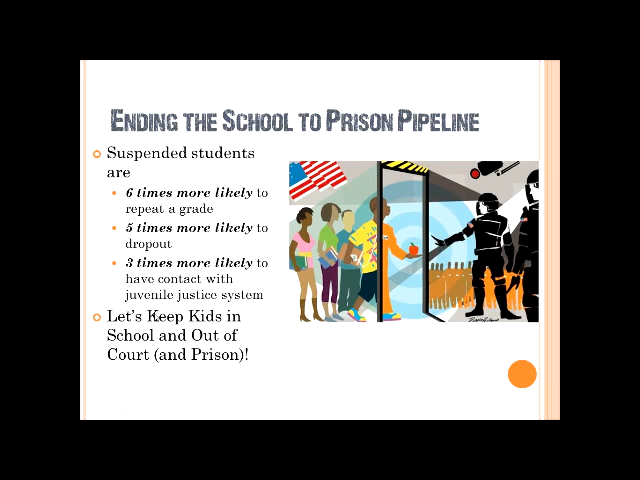 ENDING THE SCHOOL TO PRISON PIPELINE
Suspended students
are
6 times more likely to
repeat a grade
5 times more likely to
dropout
3 times more likely to
have contact with
juvenile justice system
Let's Keep Kids in
School and Out of
Court (and Prison)!